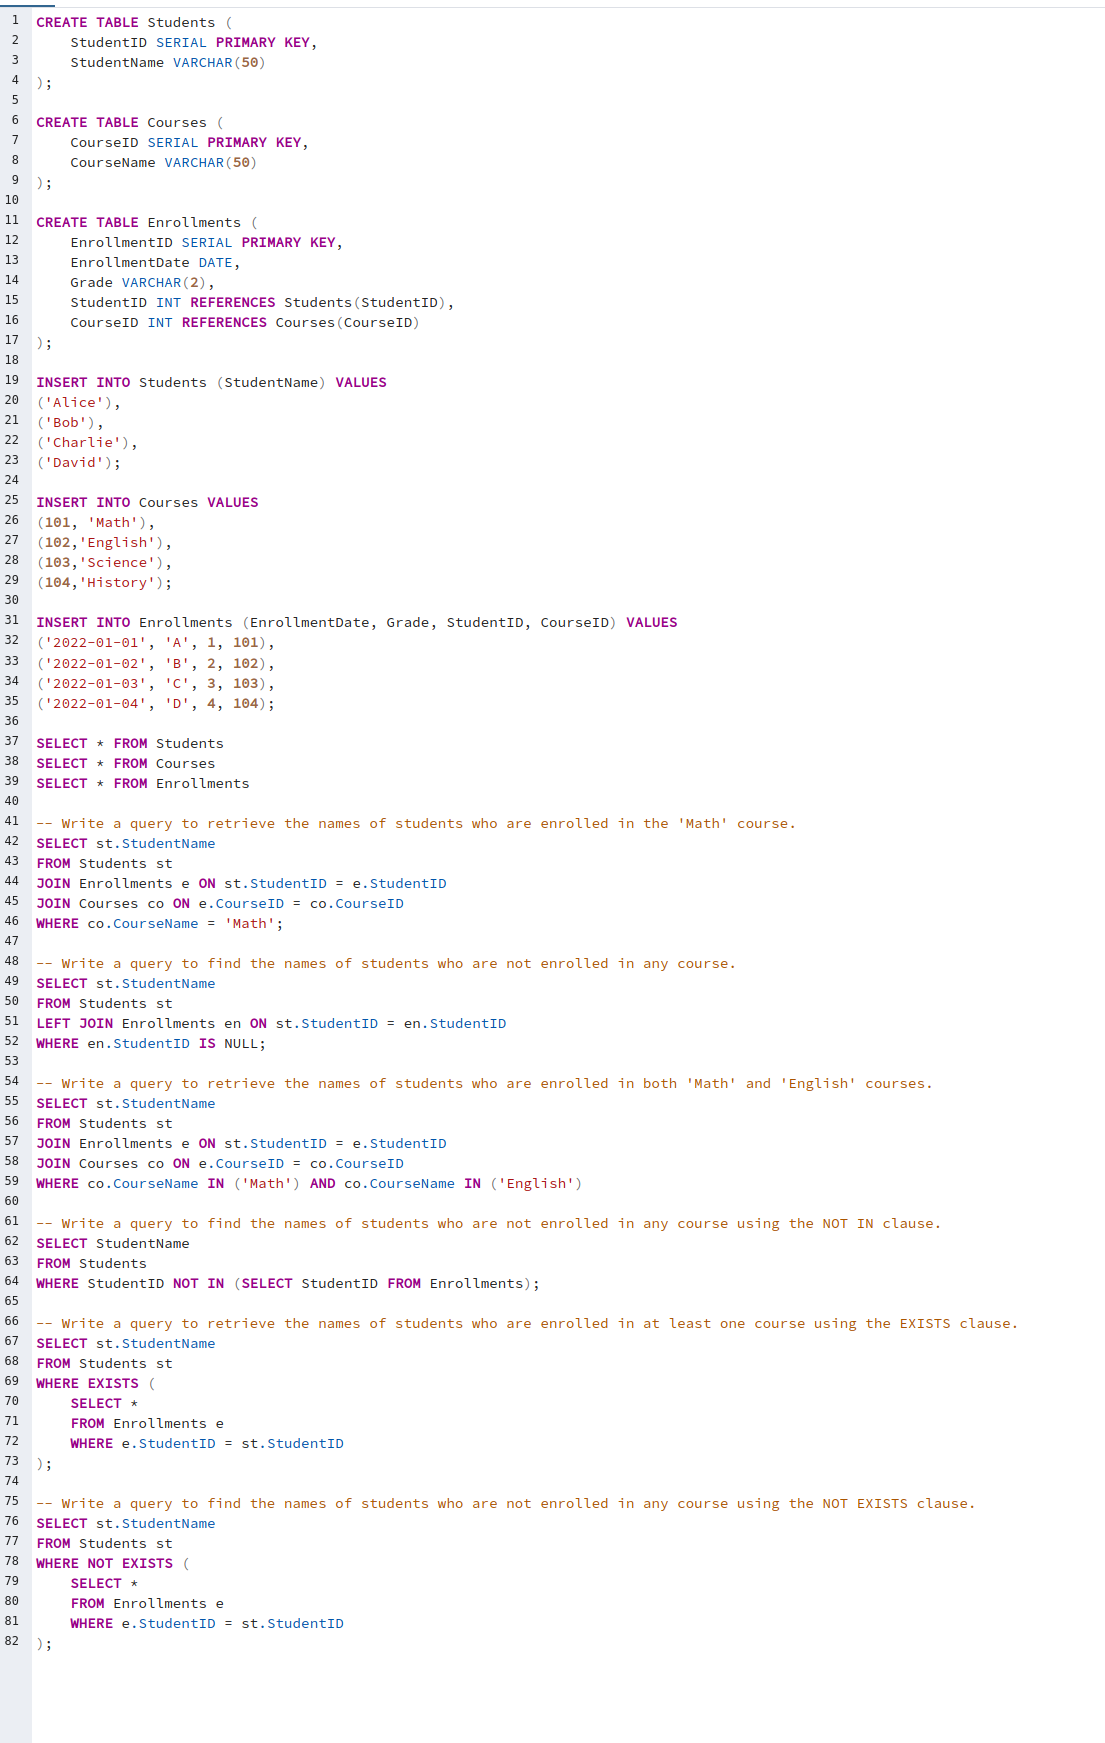 1 CREATE TABLE Students (
2     StudentID SERIAL PRIMARY KEY,
3     StudentName VARCHAR(50)
4 );
5
6 CREATE TABLE Courses (
7     CourseID SERIAL PRIMARY KEY,
8     CourseName VARCHAR(50)
9 );
10
11 CREATE TABLE Enrollments (
12     EnrollmentID SERIAL PRIMARY KEY,
13     EnrollmentDate DATE,
14     Grade VARCHAR(2),
15     StudentID INT REFERENCES Students(StudentID),
16     CourseID INT REFERENCES Courses(CourseID)
17 );
18
19 INSERT INTO Students (StudentName) VALUES
20 ('Alice'),
21 ('Bob'),
22 ('Charlie'),
23 ('David');
24
25 INSERT INTO Courses VALUES
26 (101, 'Math'),
27 (102,'English'),
28 (103,'Science'),
29 (104,'History');
30
31 INSERT INTO Enrollments (EnrollmentDate, Grade, StudentID, CourseID) VALUES
32 ('2022-01-01', 'A', 1, 101),
33 ('2022-01-02', 'B', 2, 102),
34 ('2022-01-03', 'C', 3, 103),
35 ('2022-01-04', 'D', 4, 104);
36
37 SELECT * FROM Students
38 SELECT * FROM Courses
39 SELECT * FROM Enrollments
40
41 -- Write a query to retrieve the names of students who are enrolled in the 'Math' course.
42 SELECT st.StudentName
43 FROM Students st
44 JOIN Enrollments e ON st.StudentID = e.StudentID
45 JOIN Courses co ON e.CourseID = co.CourseID
46 WHERE co.CourseName = 'Math';
47
48 -- Write a query to find the names of students who are not enrolled in any course.
49 SELECT st.StudentName
50 FROM Students st
51 LEFT JOIN Enrollments en ON st.StudentID = en.StudentID
52 WHERE en.StudentID IS NULL;
53
54 -- Write a query to retrieve the names of students who are enrolled in both 'Math' and 'English' courses.
55 SELECT st.StudentName
56 FROM Students st
57 JOIN Enrollments e ON st.StudentID = e.StudentID
58 JOIN Courses co ON e.CourseID = co.CourseID
59 WHERE co.CourseName IN ('Math') AND co.CourseName IN ('English')
60
61 -- Write a query to find the names of students who are not enrolled in any course using the NOT IN clause.
62 SELECT StudentName
63 FROM Students
64 WHERE StudentID NOT IN (SELECT StudentID FROM Enrollments);
65
66 -- Write a query to retrieve the names of students who are enrolled in at least one course using the EXISTS clause.
67 SELECT st.StudentName
68 FROM Students st
69 WHERE EXISTS (
70     SELECT *
71     FROM Enrollments e
72     WHERE e.StudentID = st.StudentID
73 );
74
75 -- Write a query to find the names of students who are not enrolled in any course using the NOT EXISTS clause.
76 SELECT st.StudentName
77 FROM Students st
78 WHERE NOT EXISTS (
79     SELECT *
80     FROM Enrollments e
81     WHERE e.StudentID = st.StudentID
82 );